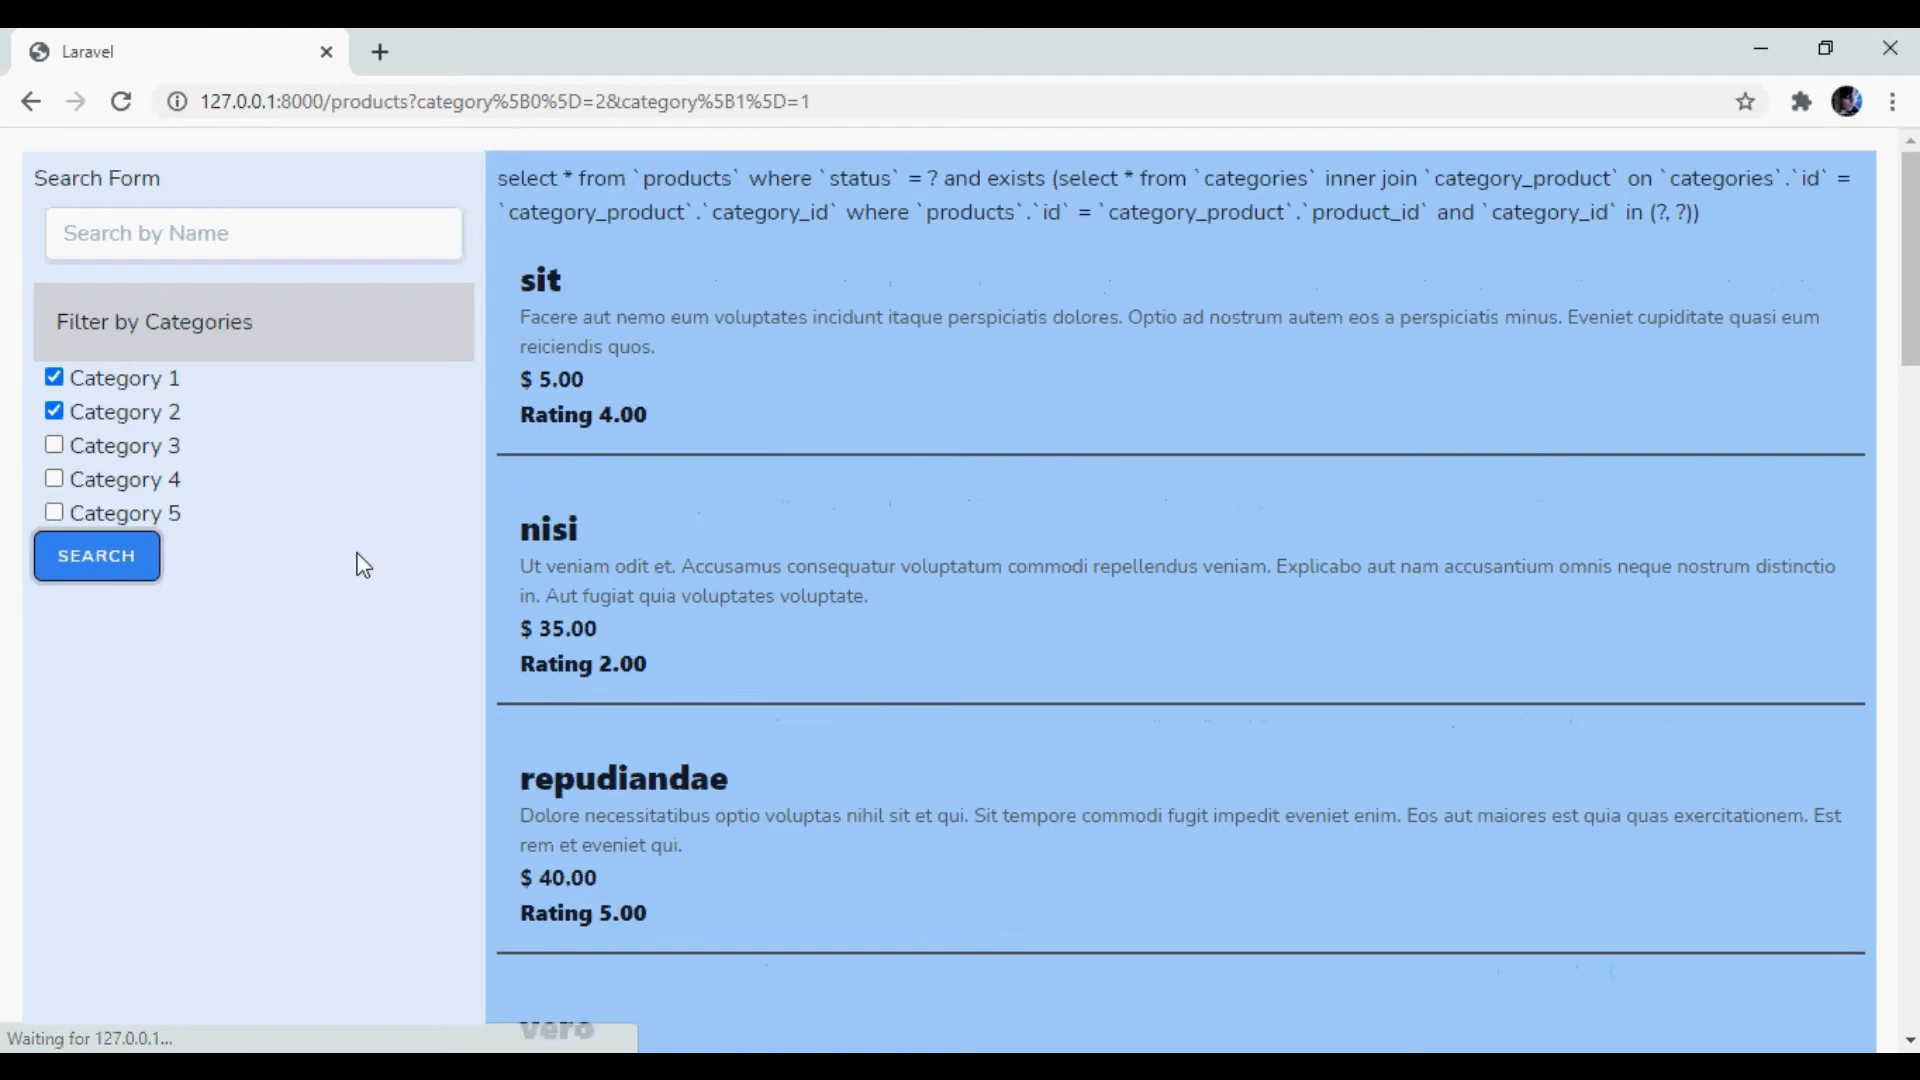 Laravel
127.0.0.1:8000/products?category%5B0%5D=2&category%5B1%5D=1
Search Form
Search by Name
Filter by Categories
Category 1
Category 2
Category 3
Category 4
Category 5
SEARCH
select * from `products` where `status` = ? and exists (select * from `categories` inner join `category_product` on `categories`.`id` =
`category_product`.`category_id` where `products`.`id` = `category_product`.`product_id` and `category_id` in (?, ?))
sit
Facere aut nemo eum voluptates incidunt itaque perspiciatis dolores. Optio ad nostrum autem eos a perspiciatis minus. Eveniet cupiditate quasi eum
reiciendis quos.
$ 5.00
Rating 4.00
nisi
Ut veniam odit et. Accusamus consequatur voluptatum commodi repellendus veniam. Explicabo aut nam accusantium omnis neque nostrum distinctio
in. Aut fugiat quia voluptates voluptate.
$ 35.00
Rating 2.00
repudiandae
Dolore necessitatibus optio voluptas nihil sit et qui. Sit tempore commodi fugit impedit eveniet enim. Eos aut maiores est quia quas exercitationem. Est
rem et eveniet qui.
$ 40.00
Rating 5.00
vero
Waiting for 127.0.0.1...